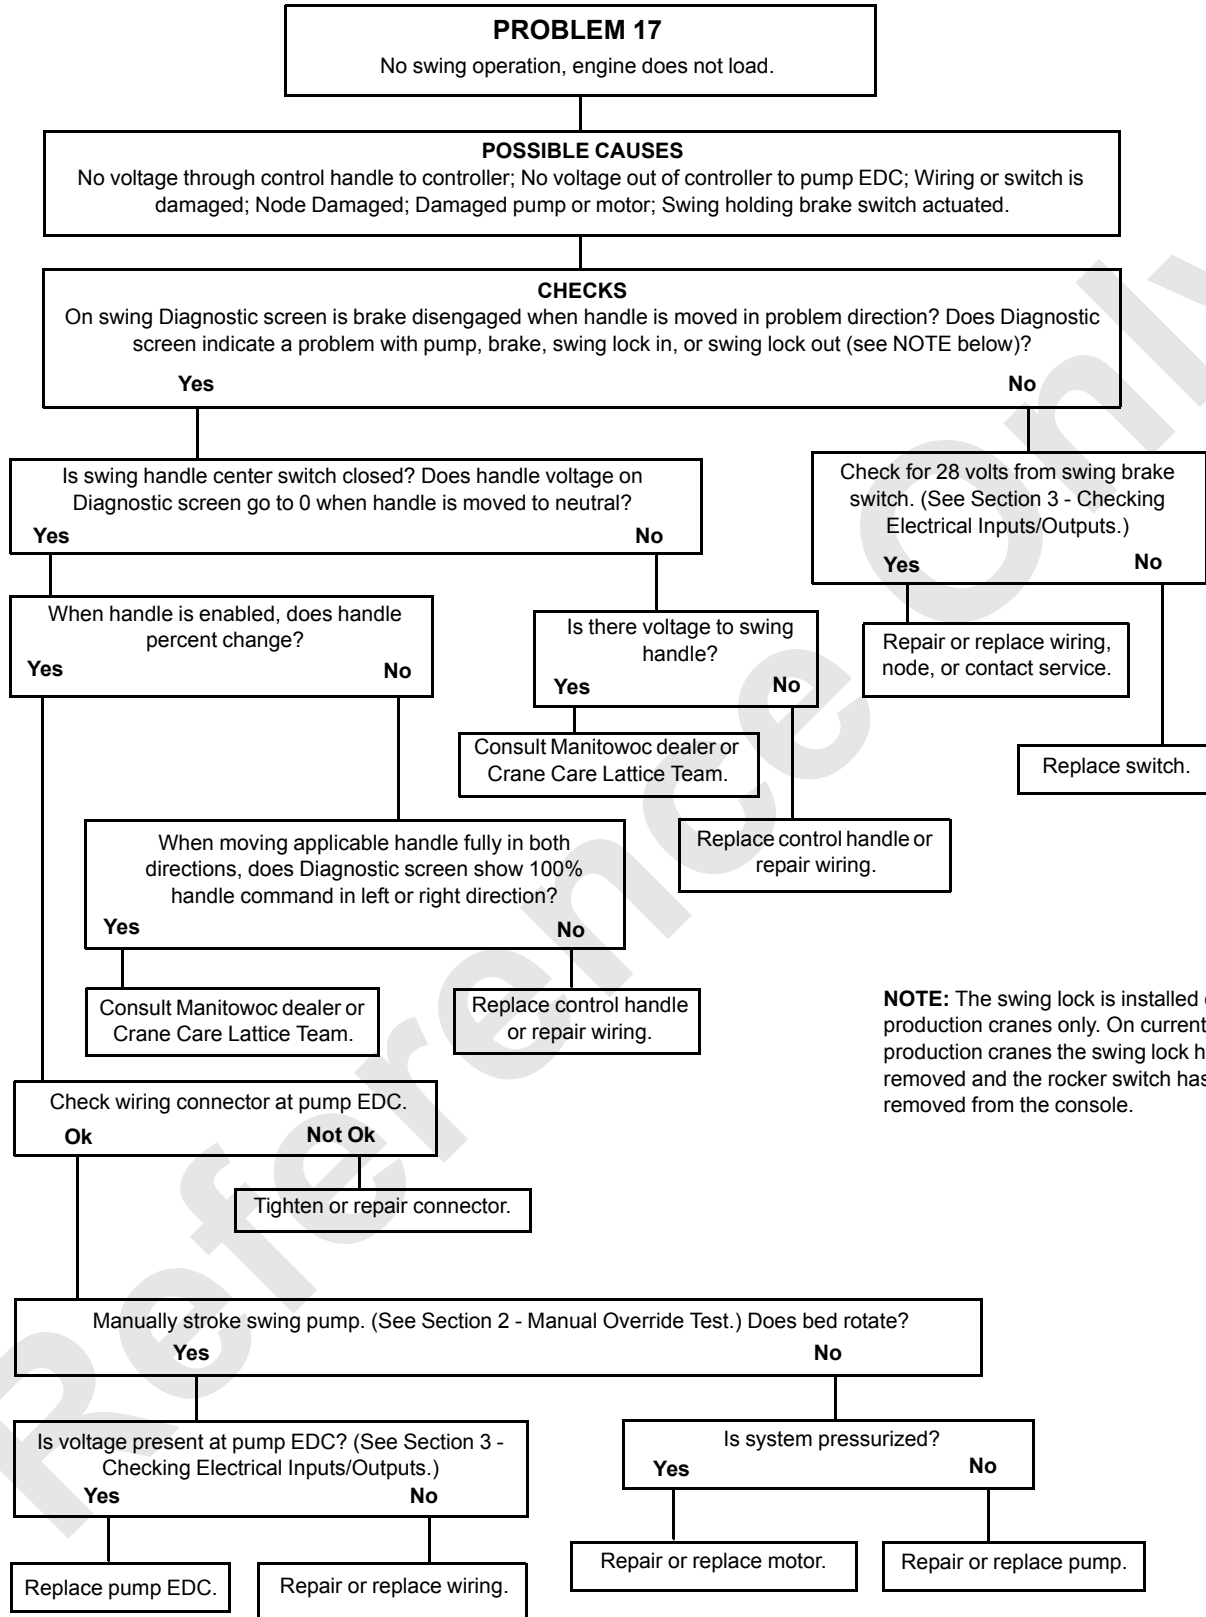 PROBLEM 17
No swing operation, engine does not load.
POSSIBLE CAUSES
No voltage through control handle to controller; No voltage out of controller to pump EDC; Wiring or switch is
damaged; Node Damaged; Damaged pump or motor; Swing holding brake switch actuated.
CHECKS
On swing Diagnostic screen is brake disengaged when handle is moved in problem direction? Does Diagnostic
screen indicate a problem with pump, brake, swing lock in, or swing lock out (see NOTE below)?
Yes
No
Is swing handle center switch closed? Does handle voltage on
Diagnostic screen go to 0 when handle is moved to neutral?
Yes
No
Check for 28 volts from swing brake
switch. (See Section 3 - Checking
Electrical Inputs/Outputs.)
Yes
No
When handle is enabled, does handle
percent change?
Yes
No
Is there voltage to swing
handle?
Yes
No
Repair or replace wiring,
node, or contact service.
Consult Manitowoc dealer or
Crane Care Lattice Team.
Replace switch.
When moving applicable handle fully in both
directions, does Diagnostic screen show 100%
handle command in left or right direction?
Yes
No
Replace control handle or
repair wiring.
Consult Manitowoc dealer or
Crane Care Lattice Team.
Replace control handle
or repair wiring.
NOTE: The swing lock is installed
production cranes only. On current
production cranes the swing lock
removed and the rocker switch has
removed from the console.
Check wiring connector at pump EDC.
Ok
Not Ok
Tighten or repair connector.
Manually stroke swing pump. (See Section 2 - Manual Override Test.) Does bed rotate?
Yes
No
Is voltage present at pump EDC? (See Section 3 -
Checking Electrical Inputs/Outputs.)
Yes
No
Is system pressurized?
Yes
No
Replace pump EDC.
Repair or replace wiring.
Repair or replace motor.
Repair or replace pump.
Reference Only